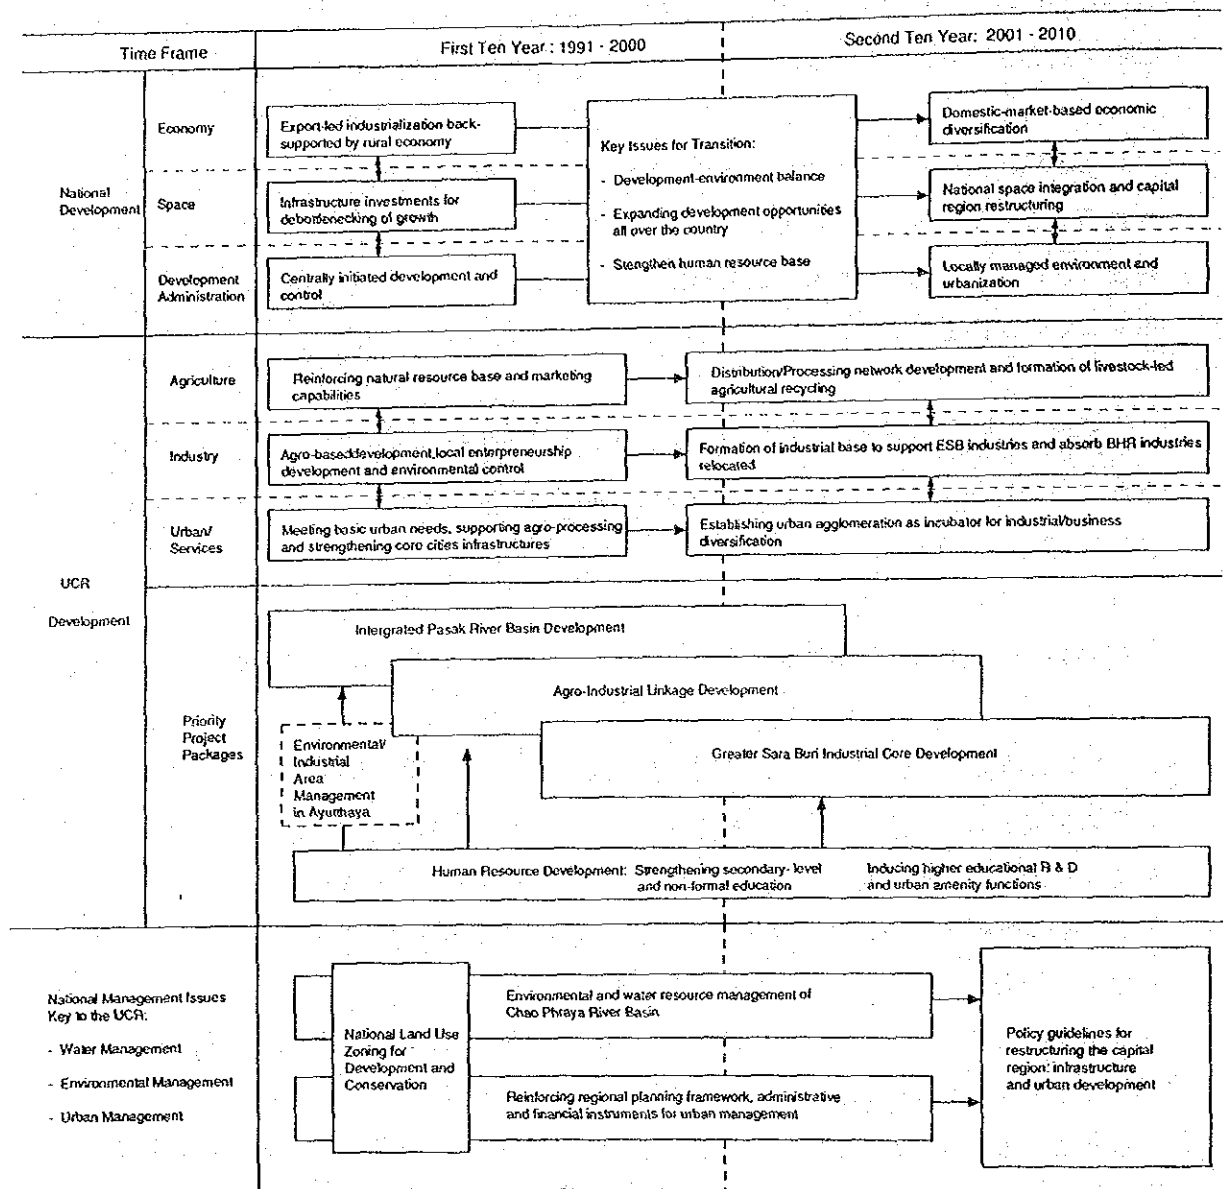 Time Frame
First Ten Year : 1991 - 2000
Second Ten Year: 2001 - 2010
National
Development
Economy
Export-led industrialization back-
supported by rural economy
Key Issues for Transition:
- Development-environment balance
- Expanding development opportunities
all over the country
- Stengthen human resource base
Domestic-market-based economic
diversification
Space
Infrastructure investments for
debordenecking of growth
National space integration and capital
region restructuring
Development
Administration
Centrally initiated development and
control
Locally managed environment and
urbanization
UCR
Development
Agriculture
Reinforcing natural resource base and marketing
capabilities
Distribution/Processing network development and formation of livestock-led
agricultural recycling
Industry
Agro-baseddevelopment,local enterpreneurship
development and environmental control
Formation of industrial base to support ESB industries and absorb BHR industries
relocated
Urban/
Services
Meeting basic urban needs, supporting agro-processing
and strengthening core cities infrastructures
Establishing urban agglomeration as incubator for industrial/business
diversification
Priority
Project
Packages
Intergrated Pasak River Basin Development
Agro-Industrial Linkage Development
Greater Sara Buri Industrial Core Development
Environmental/
Industrial
Area
Management
in Ayutthaya
Human Resource Development: Strengthening secondary- level
and non-formal education
Inducing higher educational R & D
and urban amenity functions
National Management Issues
Key to the UCR:
- Water Management
- Environmental Management
- Urban Management
National Land Use
Zoning for
Development and
Conservation
Environmental and water resource management of
Chao Phraya River Basin
Reinforcing regional planning framework, administrative
and financial instruments for urban management
Policy guidelines for
restructuring the capital
region: infrastructure
and urban development